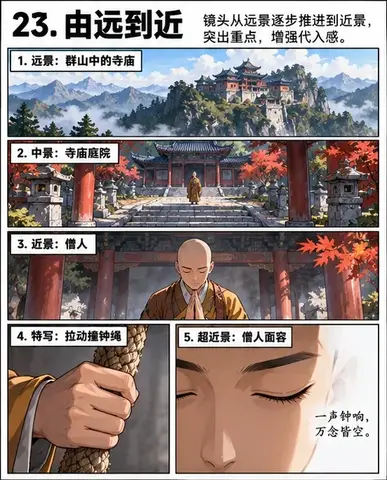 23. 由远到近
镜头从远景逐步推进到近景，
突出重点，增强代入感。
1. 远景：群山中的寺庙
2. 中景：寺庙庭院
3. 近景：僧人
4. 特写：拉动撞钟绳
5. 超近景：僧人面容
一声钟响，
万念皆空。